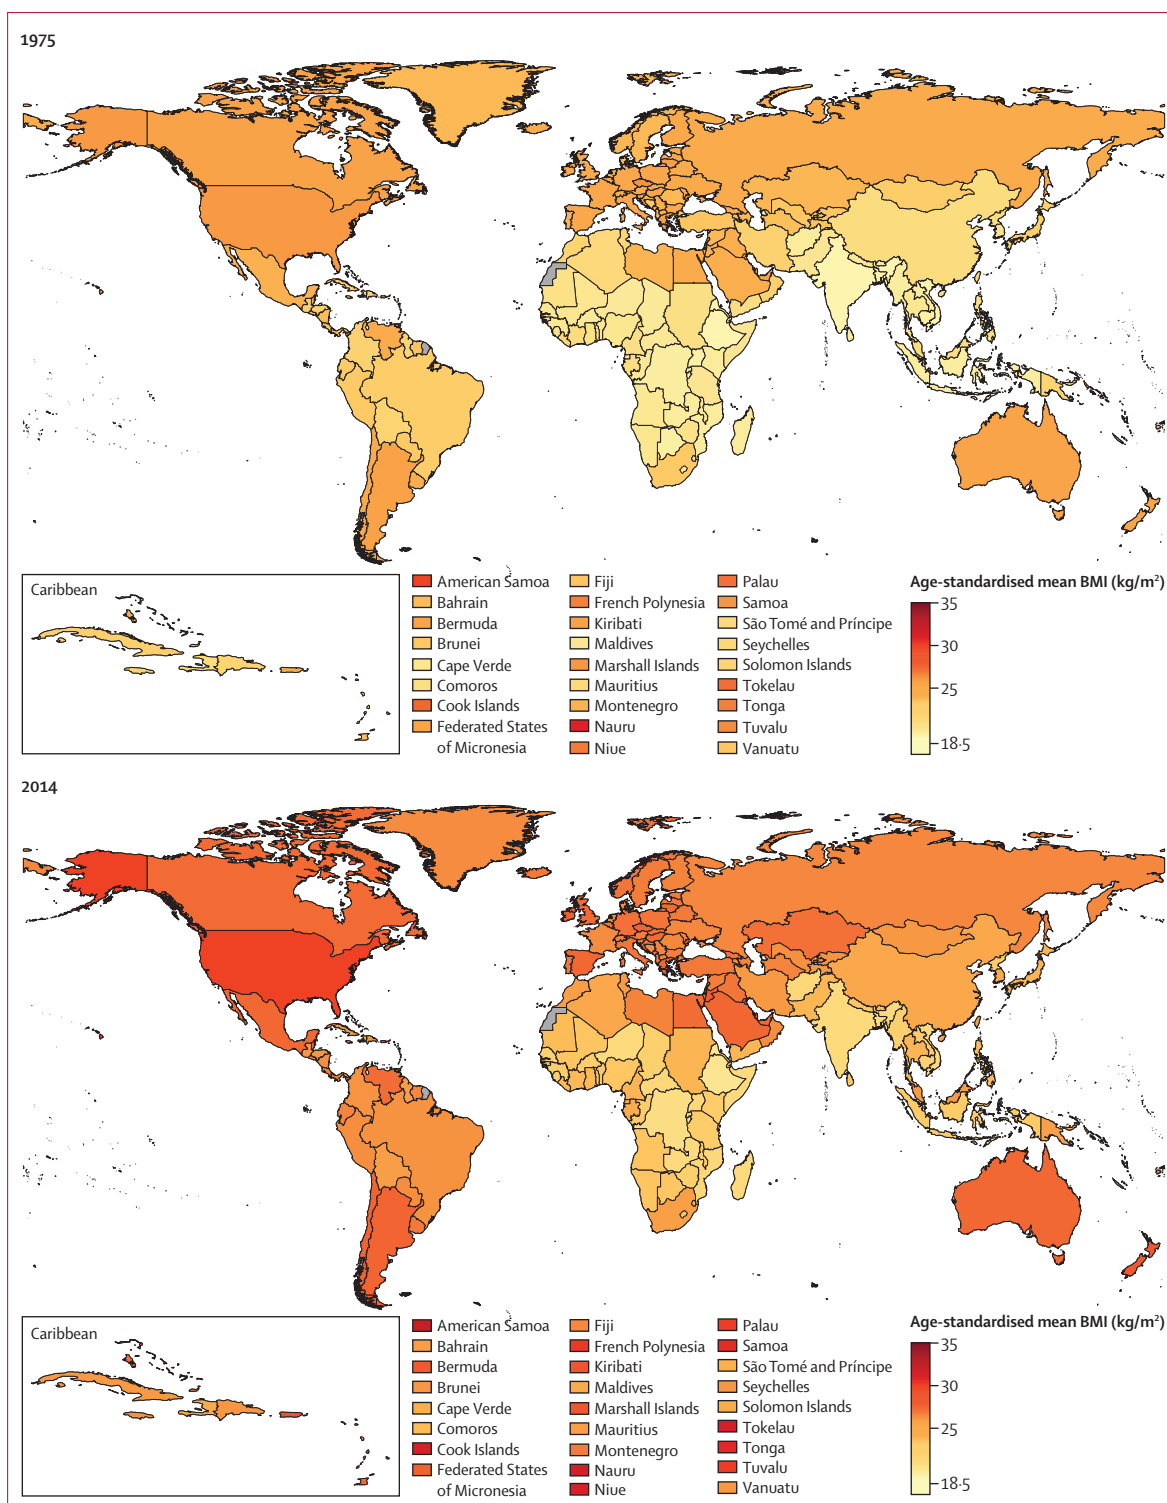 1975
Caribbean
American Samoa
Bahrain
Bermuda
Brunei
Cape Verde
Comoros
Cook Islands
Federated States
of Micronesia
Fiji
French Polynesia
Kiribati
Maldives
Marshall Islands
Mauritius
Montenegro
Nauru
Niue
Palau
Samoa
São Tomé and Príncipe
Seychelles
Solomon Islands
Tokelau
Tonga
Tuvalu
Vanuatu
Age-standardised mean BMI (kg/m²)
35
30
25
18·5
2014
Caribbean
American Samoa
Bahrain
Bermuda
Brunei
Cape Verde
Comoros
Cook Islands
Federated States
of Micronesia
Fiji
French Polynesia
Kiribati
Maldives
Marshall Islands
Mauritius
Montenegro
Nauru
Niue
Palau
Samoa
São Tomé and Príncipe
Seychelles
Solomon Islands
Tokelau
Tonga
Tuvalu
Vanuatu
Age-standardised mean BMI (kg/m²)
35
30
25
18·5